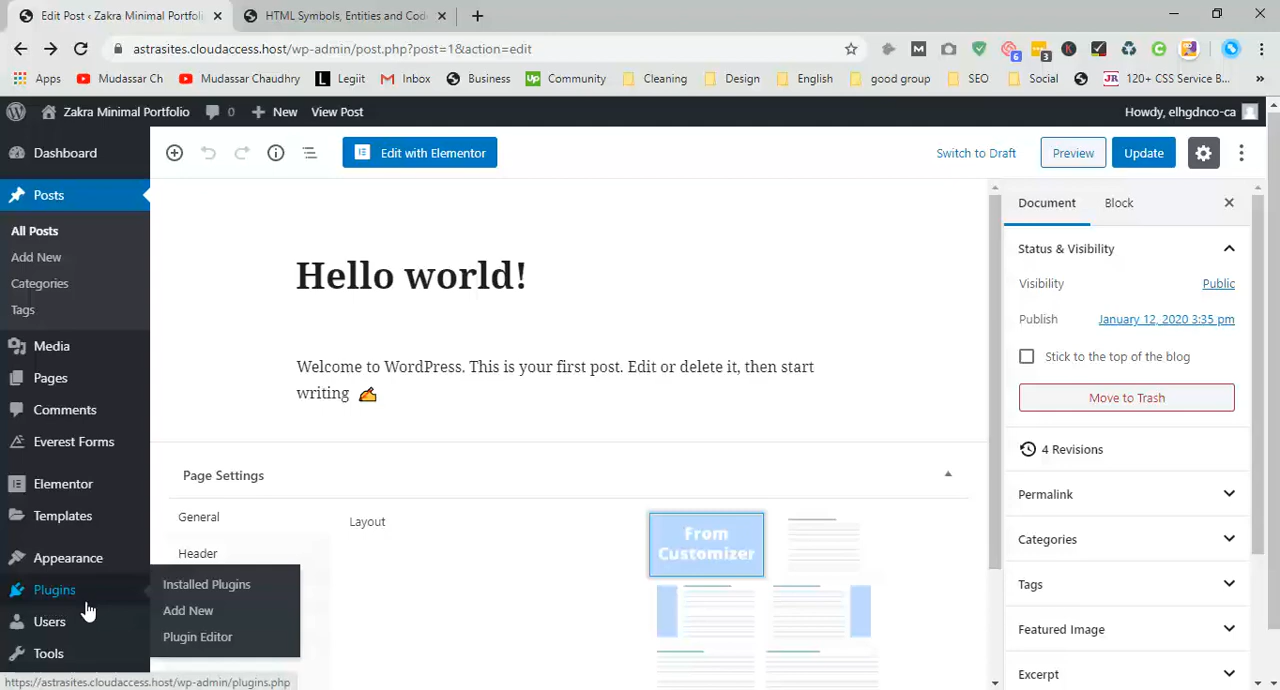 Edit Post ‹ Zakra Minimal Portfoli
HTML Symbols, Entities and Code
astrasites.cloudaccess.host/wp-admin/post.php?post=1&action=edit
6
3
Apps
Mudassar Ch
Mudassar Chaudhry
Legiit
Inbox
Business
Community
Cleaning
Design
English
good group
SEO
Social
120+ CSS Service B...
Zakra Minimal Portfolio
0
New
View Post
Howdy, elhgdnco-ca
Dashboard
Posts
All Posts
Add New
Categories
Tags
Media
Pages
Comments
Everest Forms
Elementor
Templates
Appearance
Plugins
Users
Tools
Installed Plugins
Add New
Plugin Editor
Edit with Elementor
Switch to Draft
Preview
Update
Hello world!
Welcome to WordPress. This is your first post. Edit or delete it, then start
writing ✍
Page Settings
General
Header
Layout
From
Customizer
Document
Block
Status & Visibility
Visibility
Public
Publish
January 12, 2020 3:35 pm
Stick to the top of the blog
Move to Trash
4 Revisions
Permalink
Categories
Tags
Featured Image
Excerpt
https://astrasites.cloudaccess.host/wp-admin/plugins.php